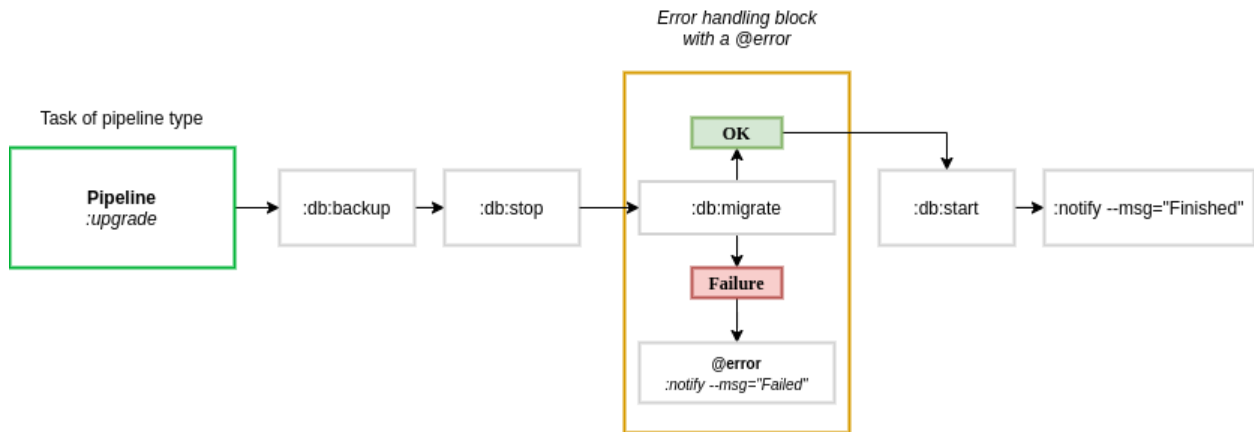 Error handling block
with a @error
Task of pipeline type
Pipeline
:upgrade
:db:backup
:db:stop
OK
:db:migrate
Failure
@error
:notify --msg="Failed"
:db:start
:notify --msg="Finished"